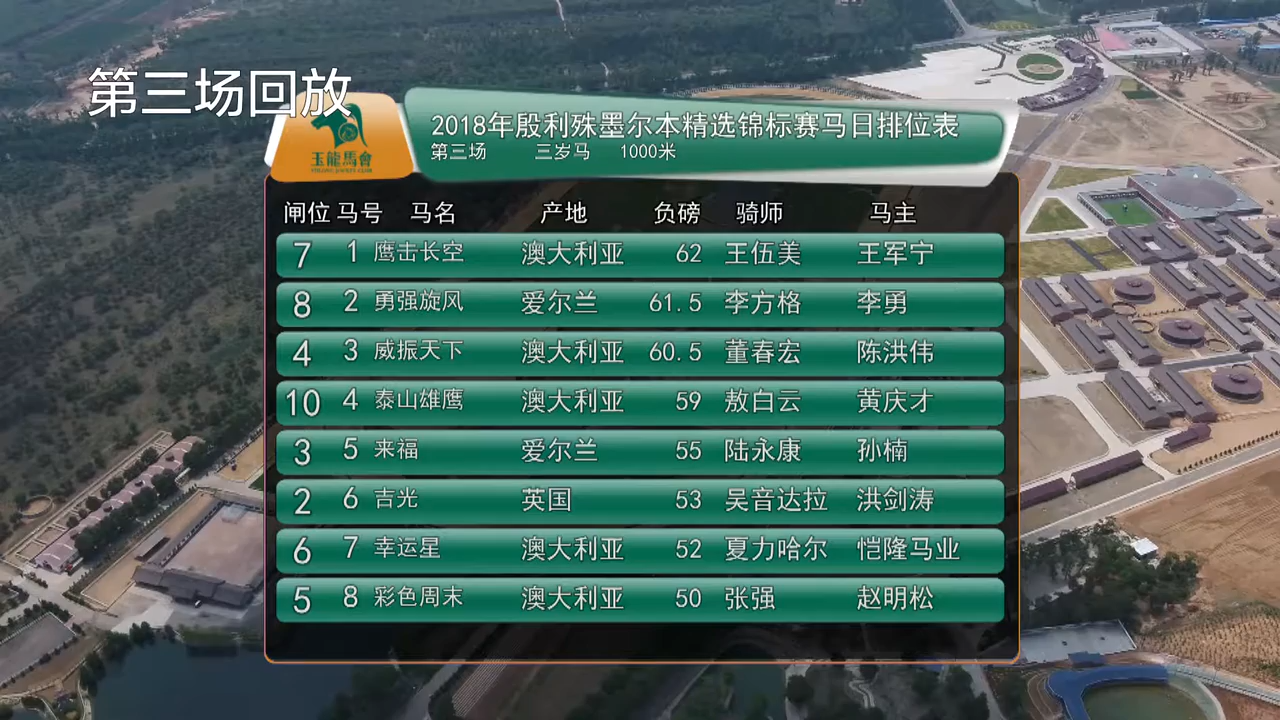 第三场回放
玉龍馬會
YULONG JOCKEY CLUB
2018年殷利殊墨尔本精选锦标赛马日排位表
第三场 三岁马 1000米
闸位 马号 马名 产地 负磅 骑师 马主
7 1 鹰击长空 澳大利亚 62 王伍美 王军宁
8 2 勇强旋风 爱尔兰 61.5 李方格 李勇
4 3 威振天下 澳大利亚 60.5 董春宏 陈洪伟
10 4 泰山雄鹰 澳大利亚 59 敖白云 黄庆才
3 5 来福 爱尔兰 55 陆永康 孙楠
2 6 吉光 英国 53 吴音达拉 洪剑涛
6 7 幸运星 澳大利亚 52 夏力哈尔 恺隆马业
5 8 彩色周末 澳大利亚 50 张强 赵明松